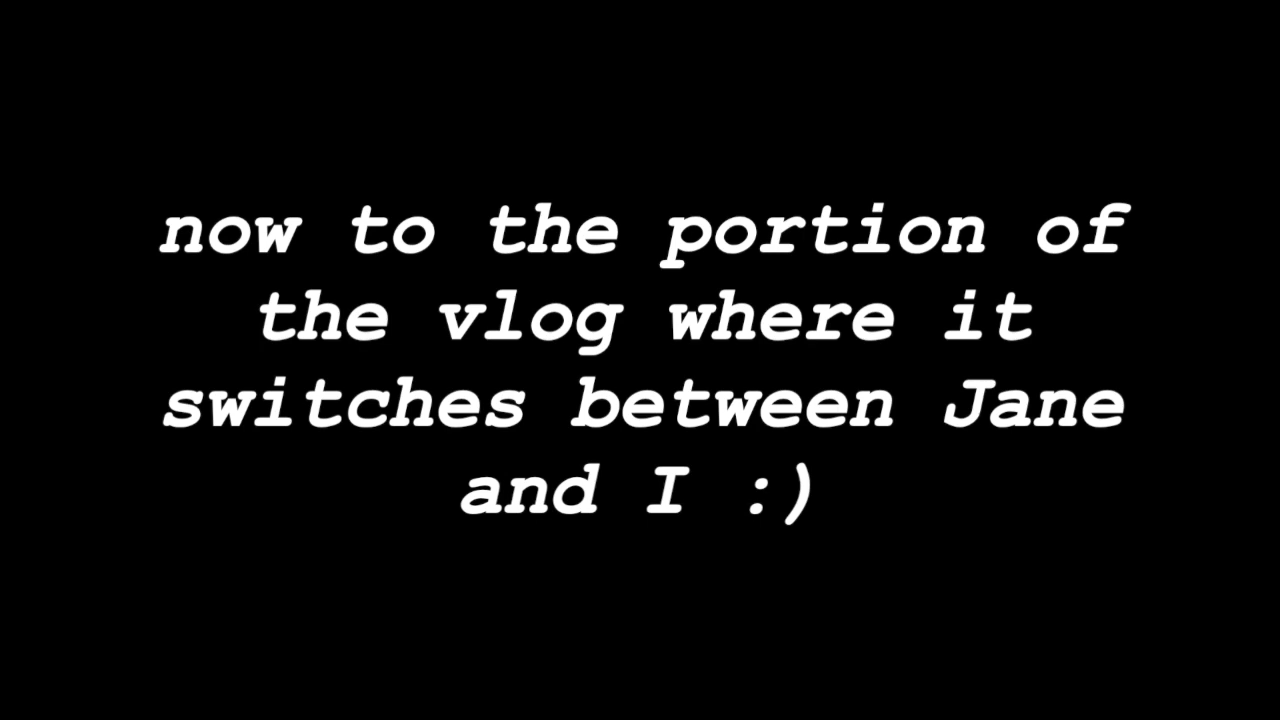 now to the portion of
the vlog where it
switches between Jane
and I :)